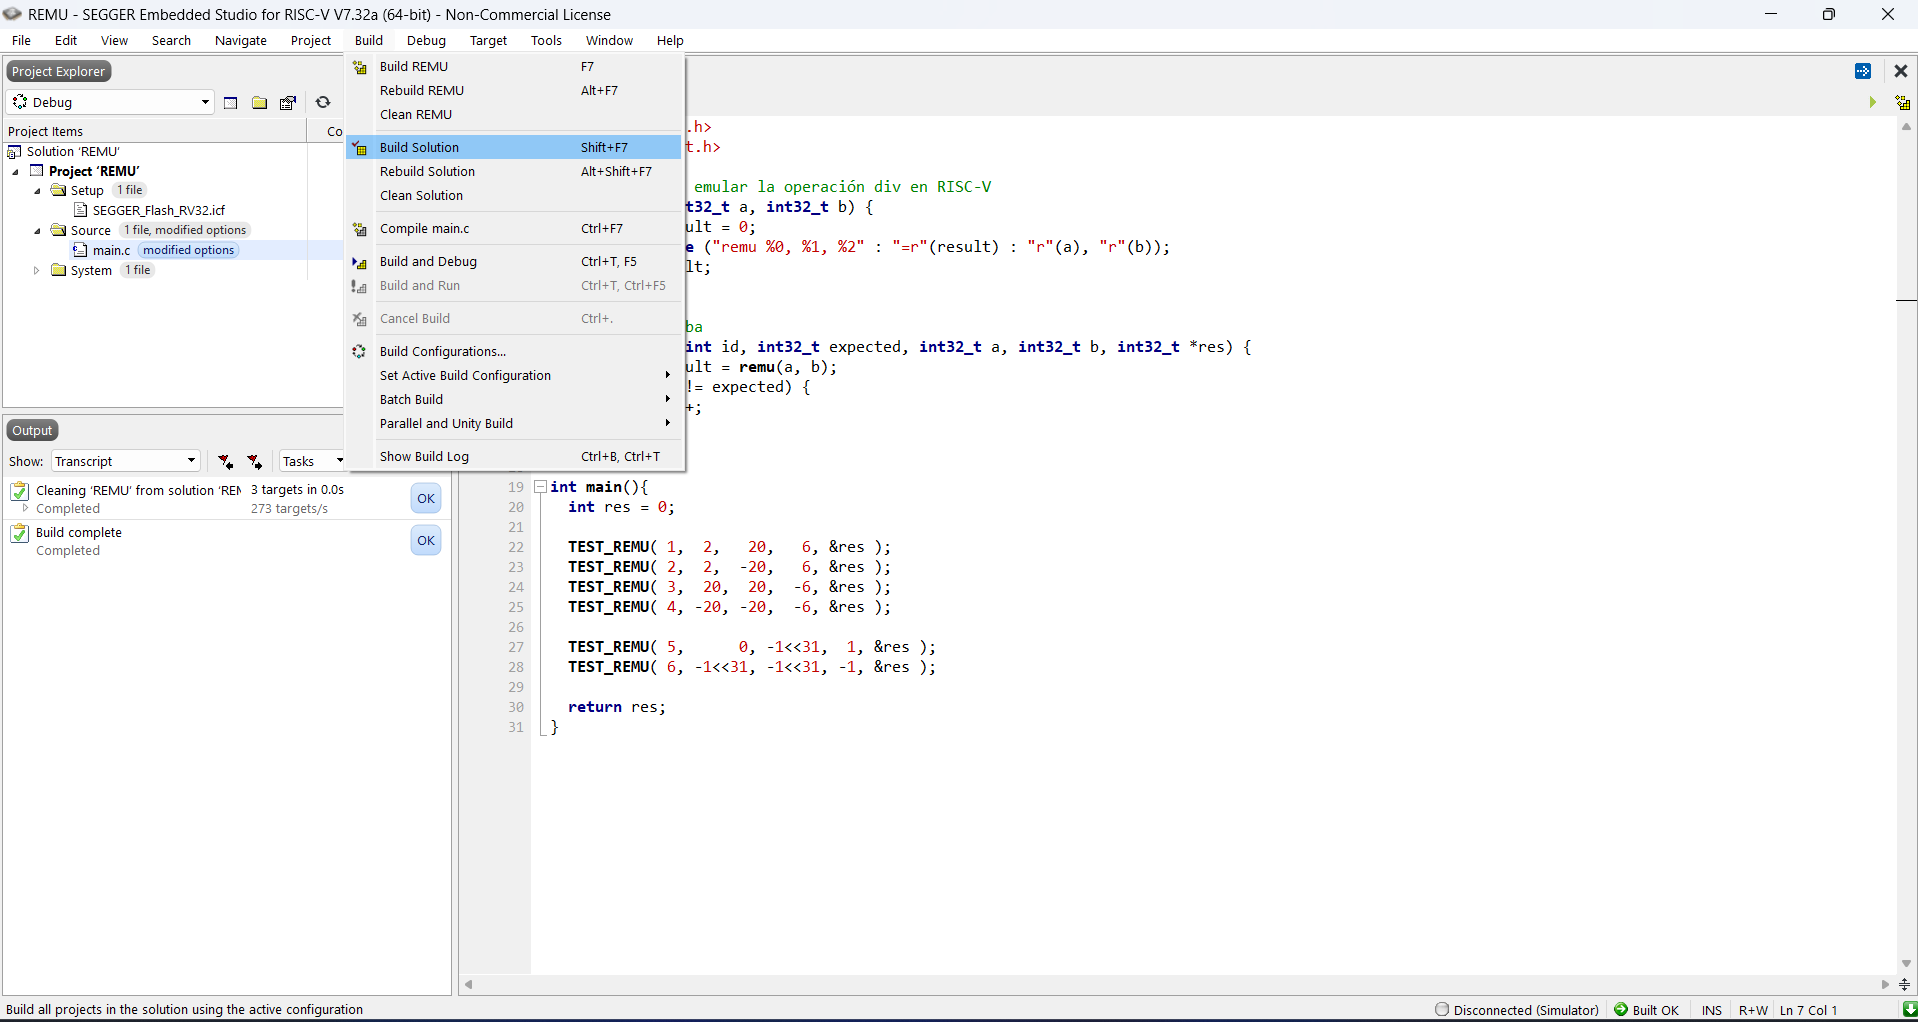 REMU - SEGGER Embedded Studio for RISC-V V7.32a (64-bit) - Non-Commercial License
File Edit View Search Navigate Project Build Debug Target Tools Window Help
Project Explorer
Debug
Project Items Co
Solution 'REMU'
Project 'REMU'
Setup 1 file
SEGGER_Flash_RV32.icf
Source 1 file, modified options
main.c modified options
System 1 file
Build REMU F7
Rebuild REMU Alt+F7
Clean REMU
Build Solution Shift+F7
Rebuild Solution Alt+Shift+F7
Clean Solution
Compile main.c Ctrl+F7
Build and Debug Ctrl+T, F5
Build and Run Ctrl+T, Ctrl+F5
Cancel Build Ctrl+.
Build Configurations...
Set Active Build Configuration
Batch Build
Parallel and Unity Build
Show Build Log Ctrl+B, Ctrl+T
.h>
t.h>
emular la operación div en RISC-V
t32_t a, int32_t b) {
ult = 0;
e ("remu %0, %1, %2" : "=r"(result) : "r"(a), "r"(b));
lt;
ba
int id, int32_t expected, int32_t a, int32_t b, int32_t *res) {
ult = remu(a, b);
!= expected) {
+;
19 int main(){
20 int res = 0;
21
22 TEST_REMU( 1, 2, 20, 6, &res );
23 TEST_REMU( 2, 2, -20, 6, &res );
24 TEST_REMU( 3, 20, 20, -6, &res );
25 TEST_REMU( 4, -20, -20, -6, &res );
26
27 TEST_REMU( 5, 0, -1<<31, 1, &res );
28 TEST_REMU( 6, -1<<31, -1<<31, -1, &res );
29
30 return res;
31 }
Output
Show: Transcript Tasks
Cleaning 'REMU' from solution 'REM 3 targets in 0.0s
Completed 273 targets/s
OK
Build complete
Completed
OK
Build all projects in the solution using the active configuration
Disconnected (Simulator) Built OK INS R+W Ln 7 Col 1